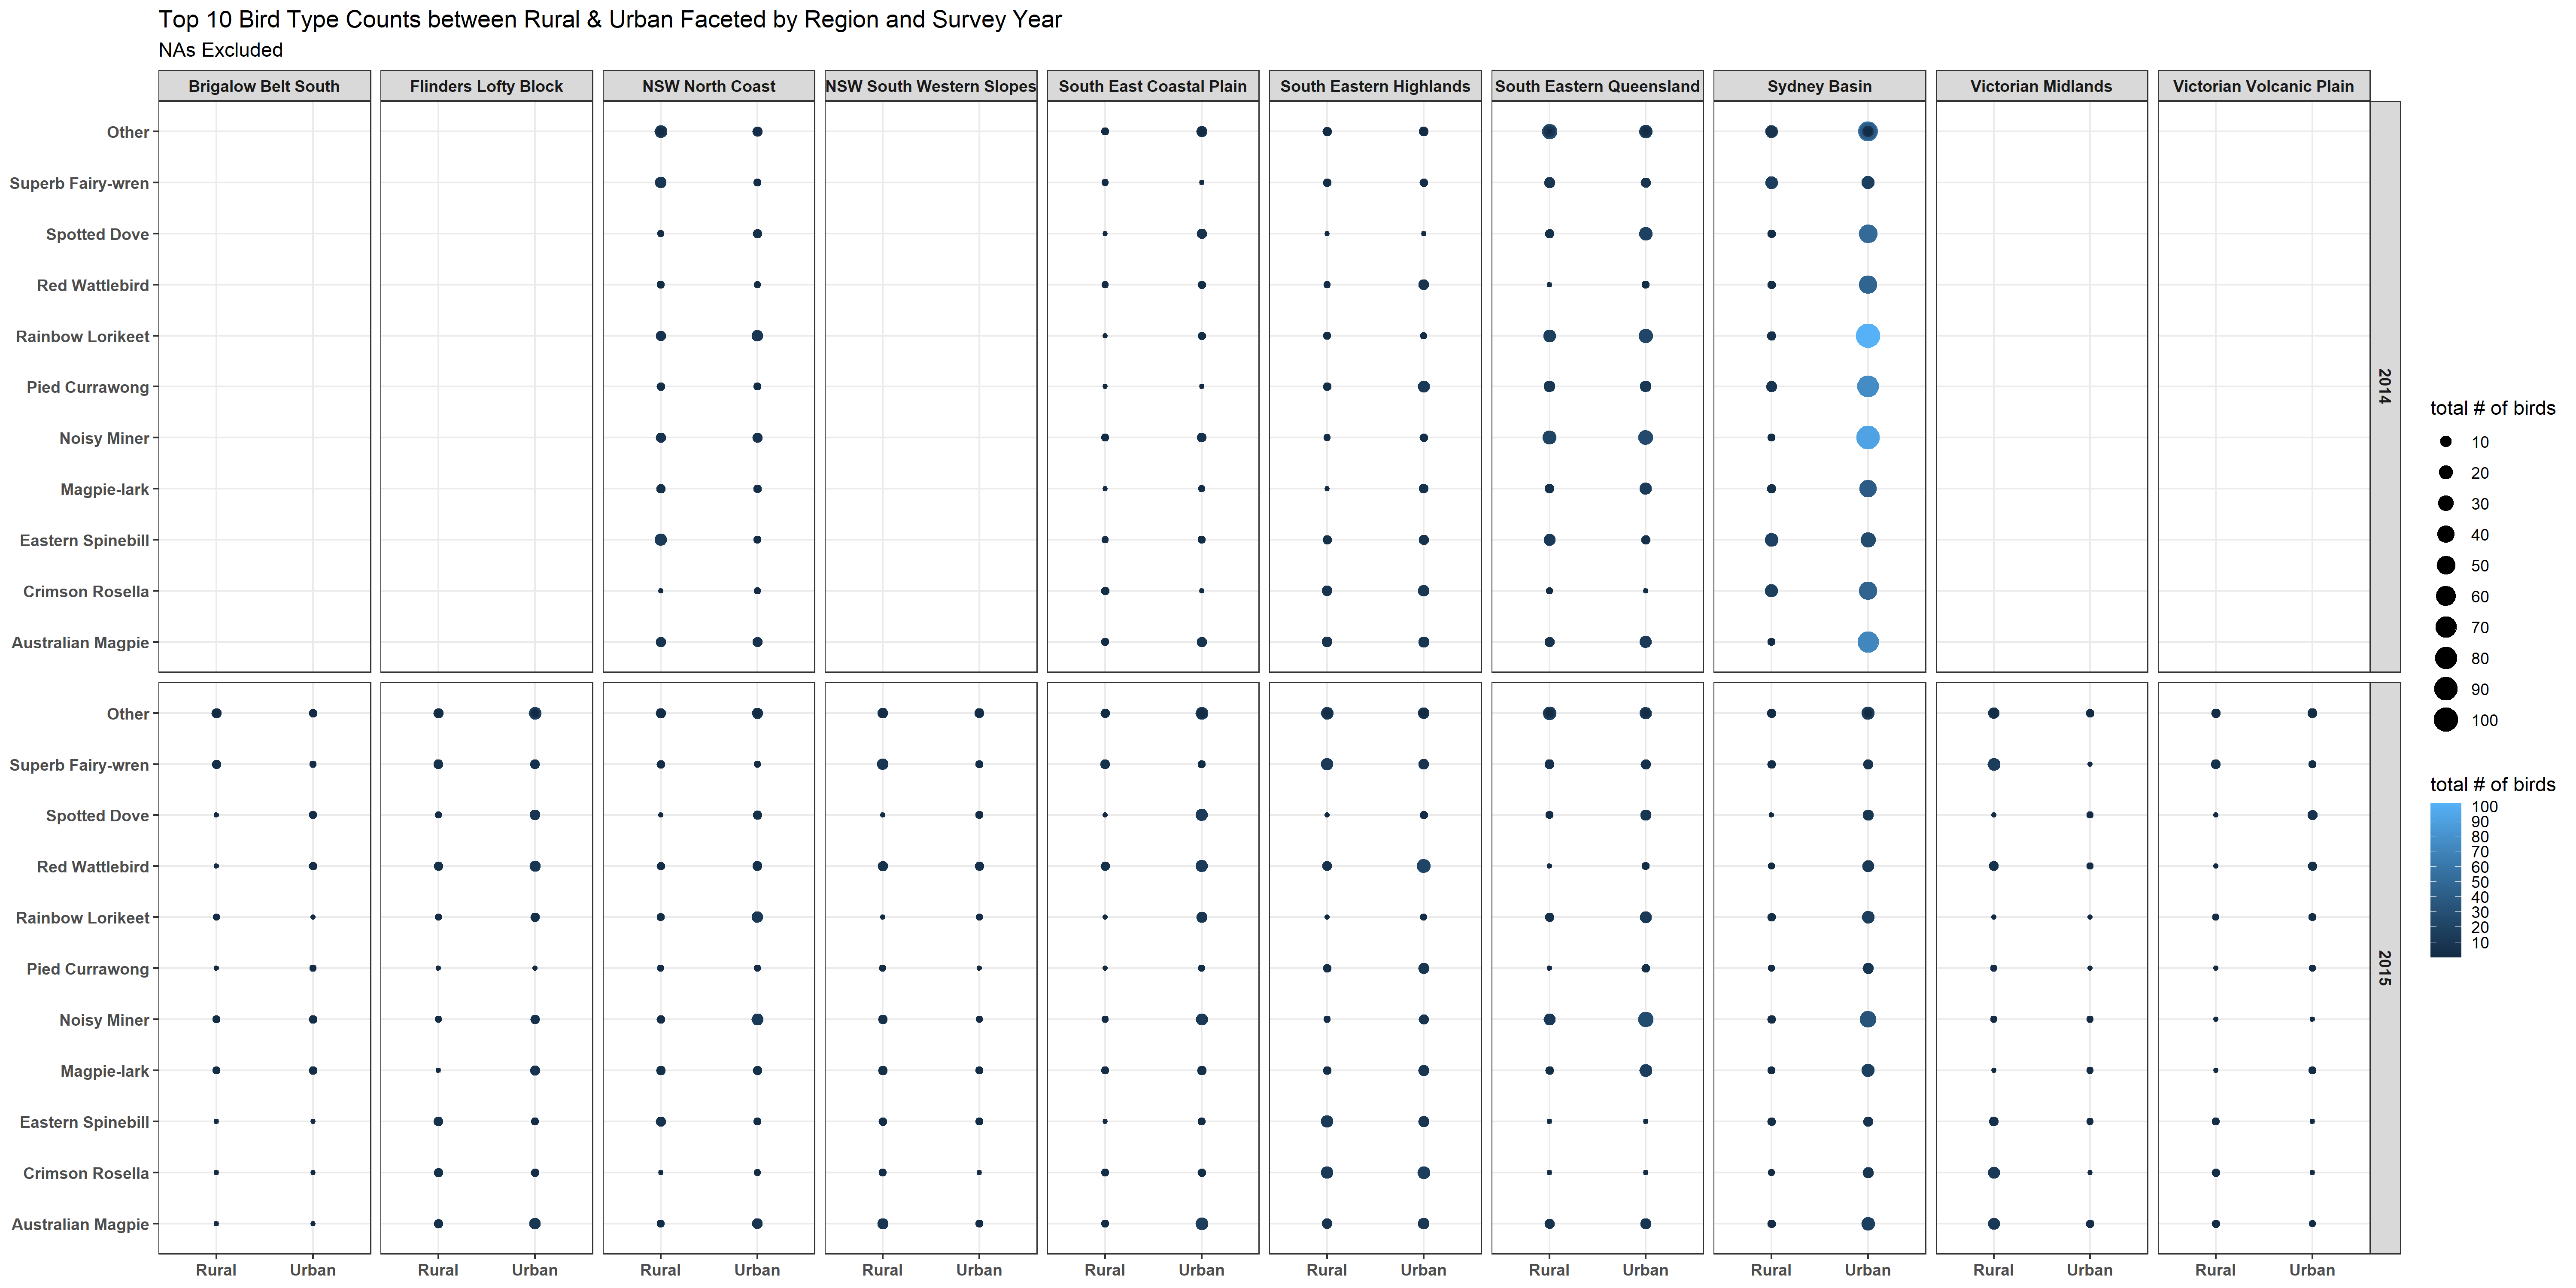 Top 10 Bird Type Counts between Rural & Urban Faceted by Region and Survey Year
NAs Excluded
Brigalow Belt South
Flinders Lofty Block
NSW North Coast
NSW South Western Slopes
South East Coastal Plain
South Eastern Highlands
South Eastern Queensland
Sydney Basin
Victorian Midlands
Victorian Volcanic Plain
Other
Superb Fairy-wren
Spotted Dove
Red Wattlebird
Rainbow Lorikeet
Pied Currawong
Noisy Miner
Magpie-lark
Eastern Spinebill
Crimson Rosella
Australian Magpie
2014
Other
Superb Fairy-wren
Spotted Dove
Red Wattlebird
Rainbow Lorikeet
Pied Currawong
Noisy Miner
Magpie-lark
Eastern Spinebill
Crimson Rosella
Australian Magpie
2015
Rural Urban
Rural Urban
Rural Urban
Rural Urban
Rural Urban
Rural Urban
Rural Urban
Rural Urban
Rural Urban
Rural Urban
total # of birds
10
20
30
40
50
60
70
80
90
100
total # of birds
100
90
80
70
60
50
40
30
20
10